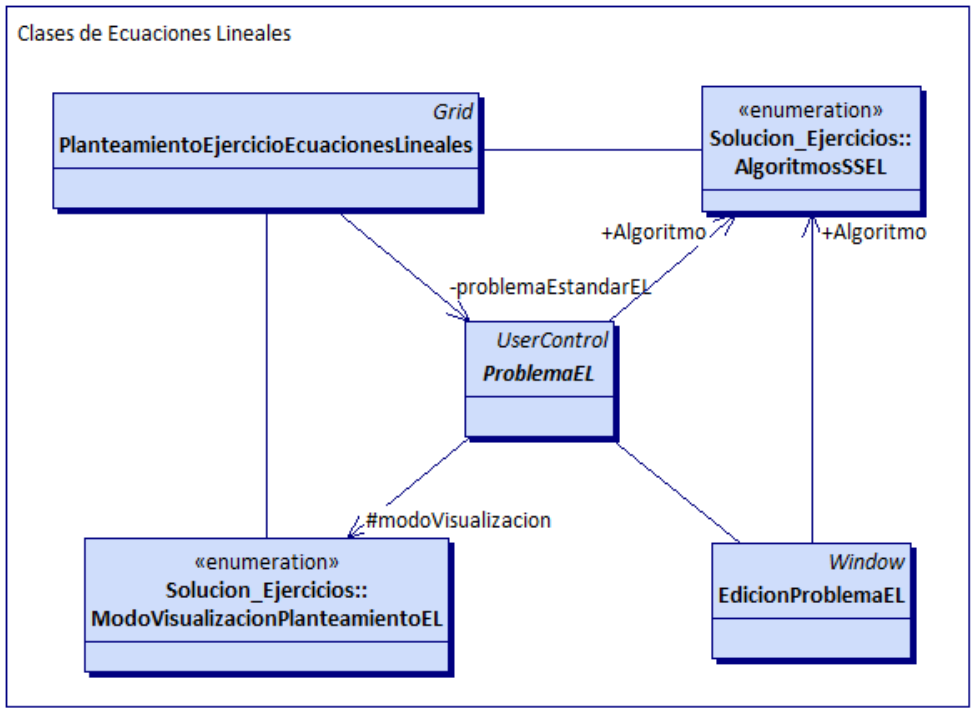 Clases de Ecuaciones Lineales
Grid
PlanteamientoEjercicioEcuacionesLineales
«enumeration»
Solucion_Ejercicios::
AlgoritmosSSEL
+Algoritmo
+Algoritmo
-problemaEstandarEL
UserControl
ProblemaEL
#modoVisualizacion
«enumeration»
Solucion_Ejercicios::
ModoVisualizacionPlanteamientoEL
Window
EdicionProblemaEL